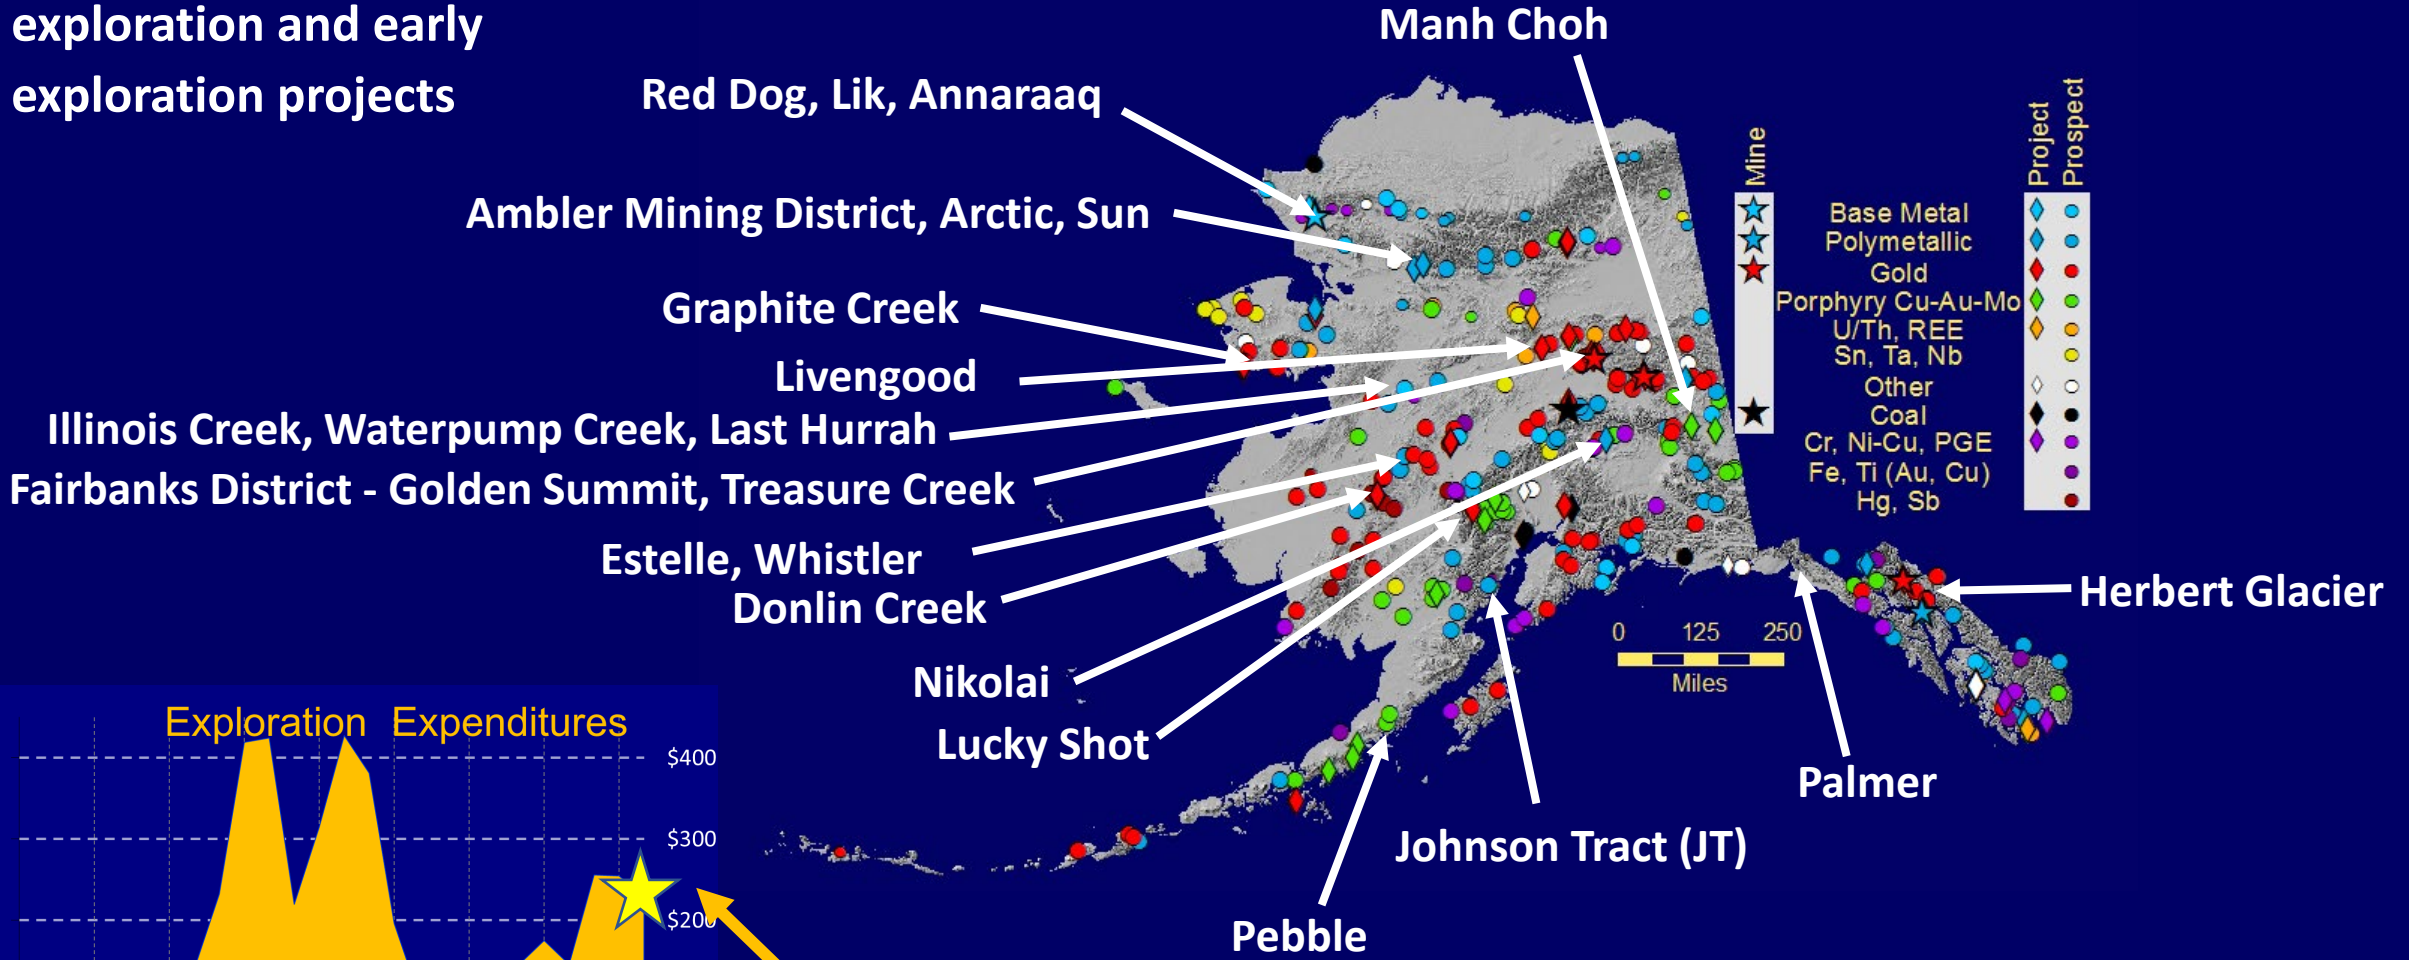 exploration and early
exploration projects
Manh Choh
Red Dog, Lik, Annaraaq
Ambler Mining District, Arctic, Sun
Graphite Creek
Livengood
Illinois Creek, Waterpump Creek, Last Hurrah
Fairbanks District - Golden Summit, Treasure Creek
Estelle, Whistler
Donlin Creek
Nikolai
Lucky Shot
Pebble
Johnson Tract (JT)
Palmer
Herbert Glacier
Mine
Project
Prospect
Base Metal
Polymetallic
Gold
Porphyry Cu-Au-Mo
U/Th, REE
Sn, Ta, Nb
Other
Coal
Cr, Ni-Cu, PGE
Fe, Ti (Au, Cu)
Hg, Sb
0 125 250
Miles
Exploration Expenditures
$400
$300
$200